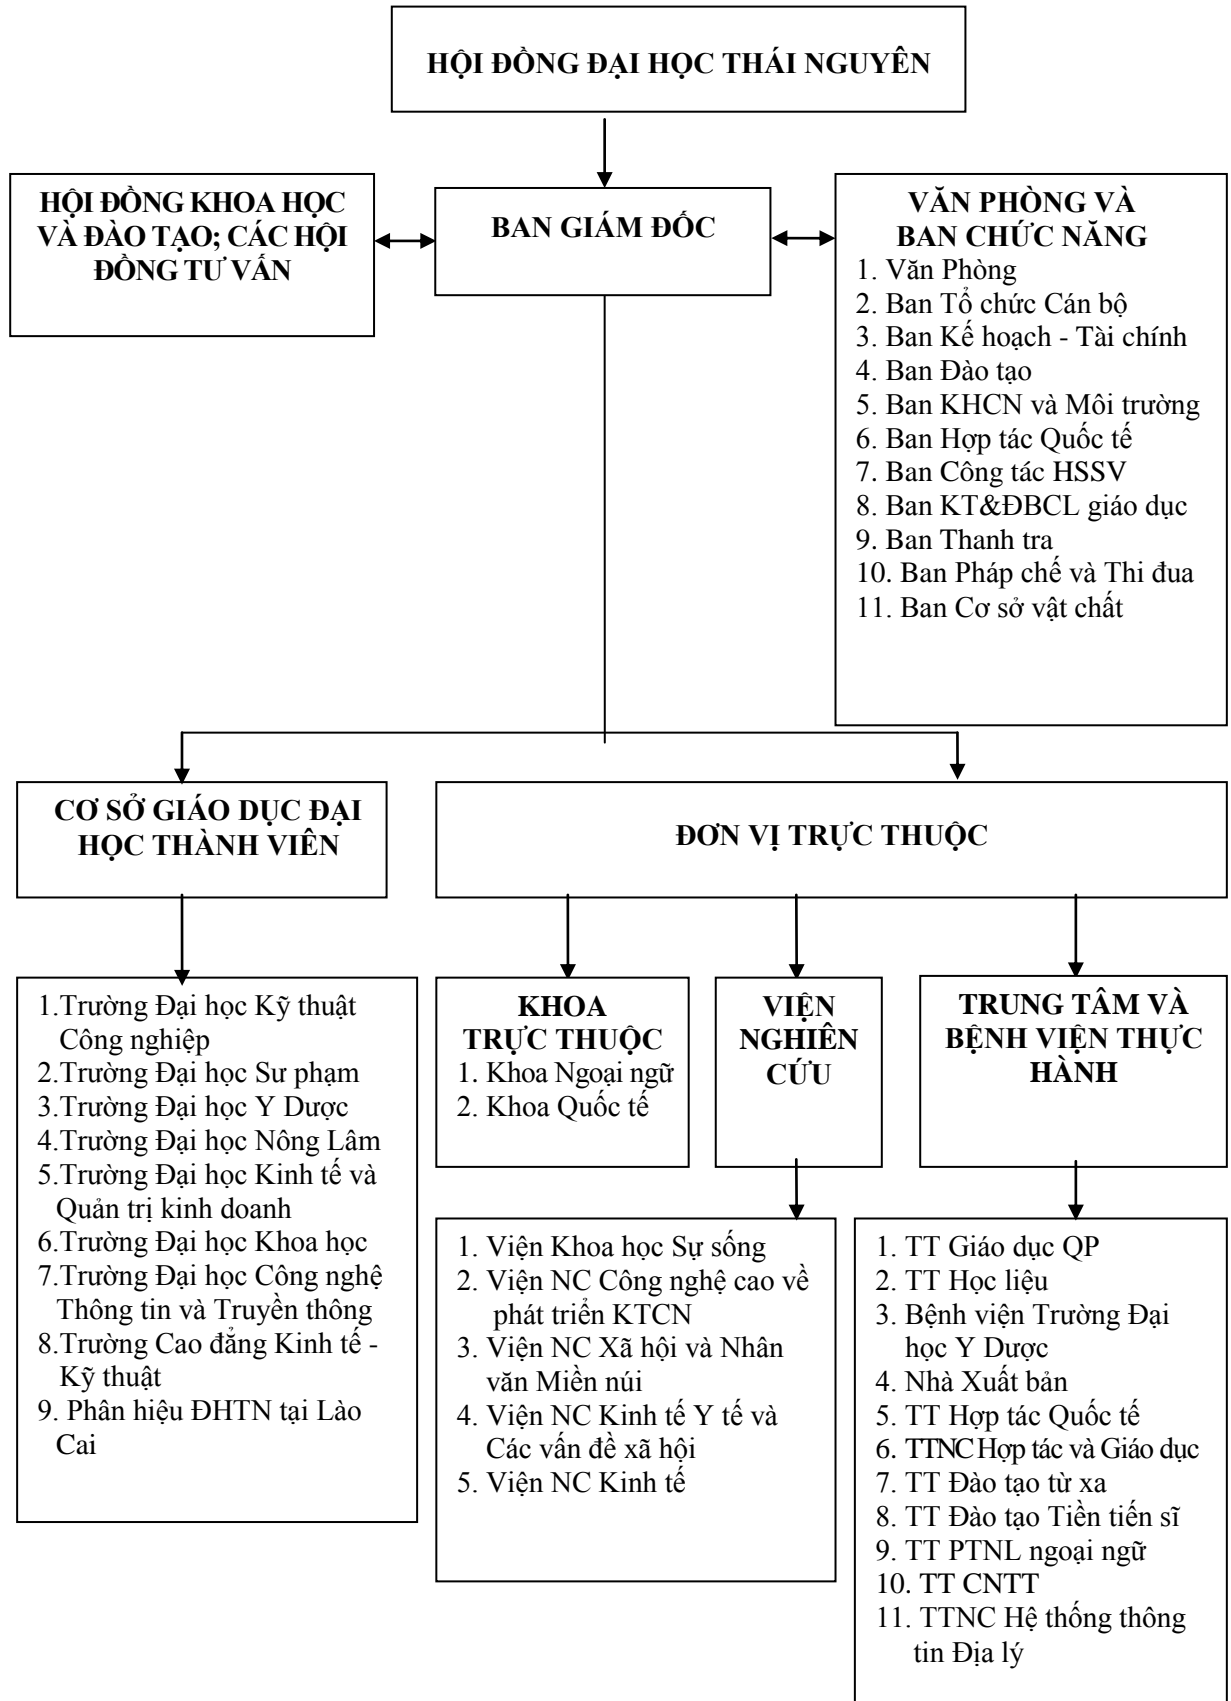 HỘI ĐỒNG ĐẠI HỌC THÁI NGUYÊN
HỘI ĐỒNG KHOA HỌC
VÀ ĐÀO TẠO; CÁC HỘI
ĐỒNG TƯ VẤN
BAN GIÁM ĐỐC
VĂN PHÒNG VÀ
BAN CHỨC NĂNG
1. Văn Phòng
2. Ban Tổ chức Cán bộ
3. Ban Kế hoạch - Tài chính
4. Ban Đào tạo
5. Ban KHCN và Môi trường
6. Ban Hợp tác Quốc tế
7. Ban Công tác HSSV
8. Ban KT&ĐBCL giáo dục
9. Ban Thanh tra
10. Ban Pháp chế và Thi đua
11. Ban Cơ sở vật chất
CƠ SỞ GIÁO DỤC ĐẠI
HỌC THÀNH VIÊN
ĐƠN VỊ TRỰC THUỘC
1.Trường Đại học Kỹ thuật
Công nghiệp
2.Trường Đại học Sư phạm
3.Trường Đại học Y Dược
4.Trường Đại học Nông Lâm
5.Trường Đại học Kinh tế và
Quản trị kinh doanh
6.Trường Đại học Khoa học
7.Trường Đại học Công nghệ
Thông tin và Truyền thông
8.Trường Cao đẳng Kinh tế -
Kỹ thuật
9. Phân hiệu ĐHTN tại Lào
Cai
KHOA
TRỰC THUỘC
1. Khoa Ngoại ngữ
2. Khoa Quốc tế
VIỆN
NGHIÊN
CỨU
TRUNG TÂM VÀ
BỆNH VIỆN THỰC
HÀNH
1. Viện Khoa học Sự sống
2. Viện NC Công nghệ cao về
phát triển KTCN
3. Viện NC Xã hội và Nhân
văn Miền núi
4. Viện NC Kinh tế Y tế và
Các vấn đề xã hội
5. Viện NC Kinh tế
1. TT Giáo dục QP
2. TT Học liệu
3. Bệnh viện Trường Đại
học Y Dược
4. Nhà Xuất bản
5. TT Hợp tác Quốc tế
6. TTNC Hợp tác và Giáo dục
7. TT Đào tạo từ xa
8. TT Đào tạo Tiền tiến sĩ
9. TT PTNL ngoại ngữ
10. TT CNTT
11. TTNC Hệ thống thông
tin Địa lý